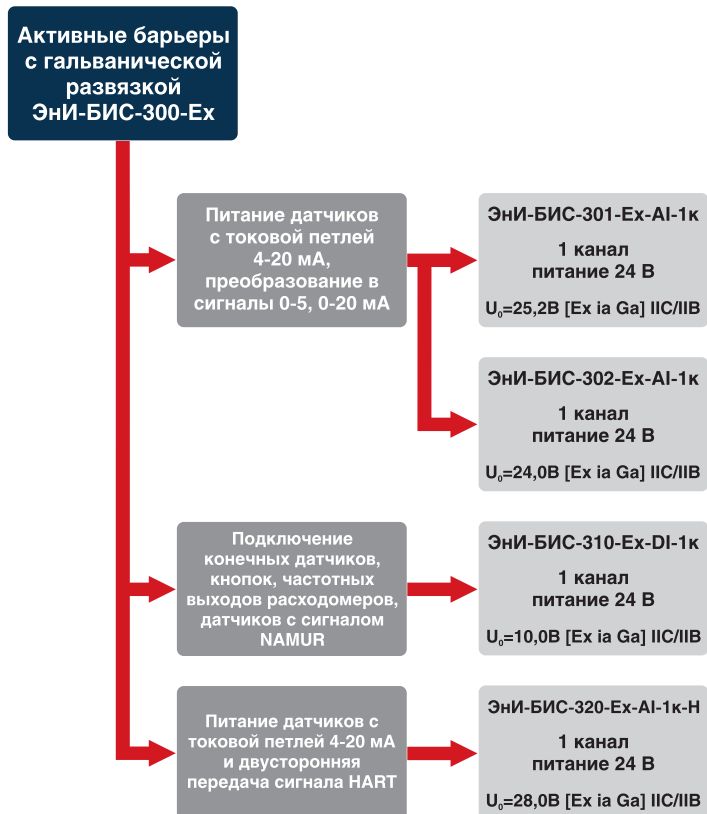 Активные барьеры
с гальванической
развязкой
ЭнИ-БИС-300-Ех
Питание датчиков
с токовой петлей
4-20 мА,
преобразование в
сигналы 0-5, 0-20 мА
ЭнИ-БИС-301-Ех-AI-1к
1 канал
питание 24 В
U₀=25,2В [Ex ia Ga] IIC/IIB
ЭнИ-БИС-302-Ех-AI-1к
1 канал
питание 24 В
U₀=24,0В [Ex ia Ga] IIC/IIB
Подключение
конечных датчиков,
кнопок, частотных
выходов расходомеров,
датчиков с сигналом
NAMUR
ЭнИ-БИС-310-Ех-DI-1к
1 канал
питание 24 В
U₀=10,0В [Ex ia Ga] IIC/IIB
Питание датчиков с
токовой петлей 4-20 мА
и двусторонняя
передача сигнала HART
ЭнИ-БИС-320-Ех-AI-1к-Н
1 канал
питание 24 В
U₀=28,0В [Ex ia Ga] IIC/IIB